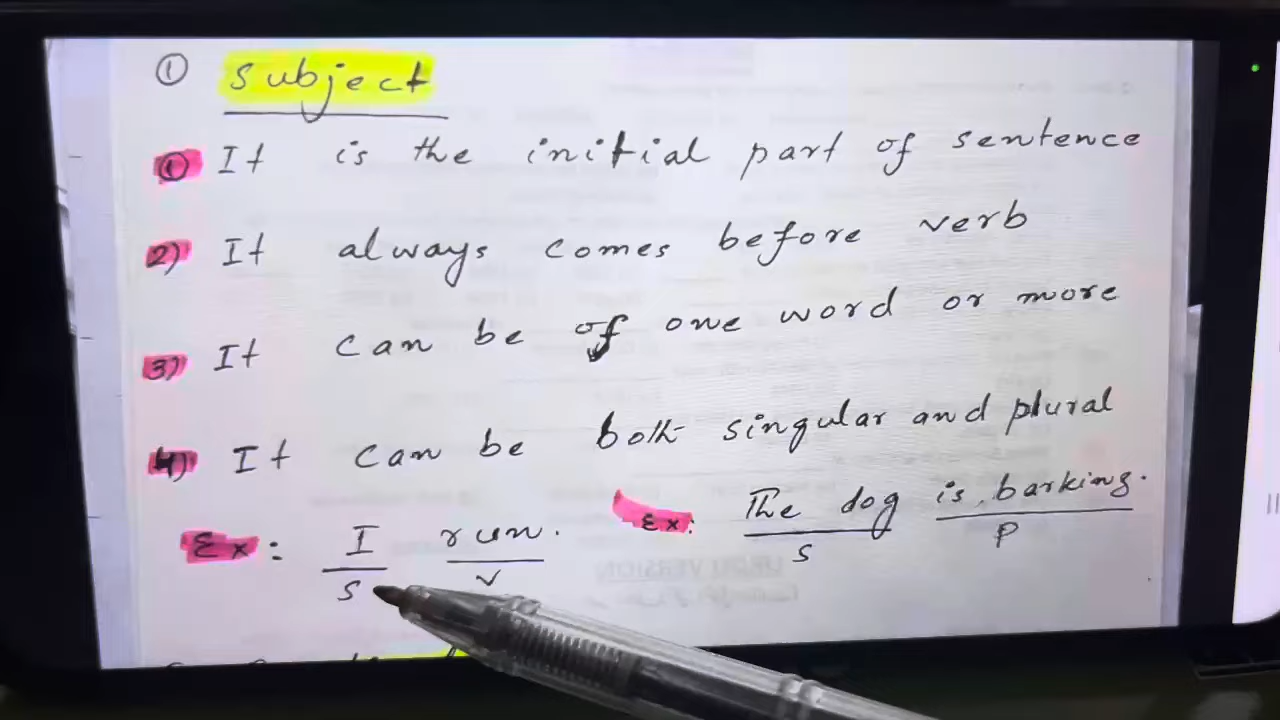 ① Subject
① It is the initial part of sentence
2) It always comes before verb
3) It can be of one word or more
4) It can be both singular and plural
Ex: I run. Ex: The dog is barking.
S V S P
URDU VERSION